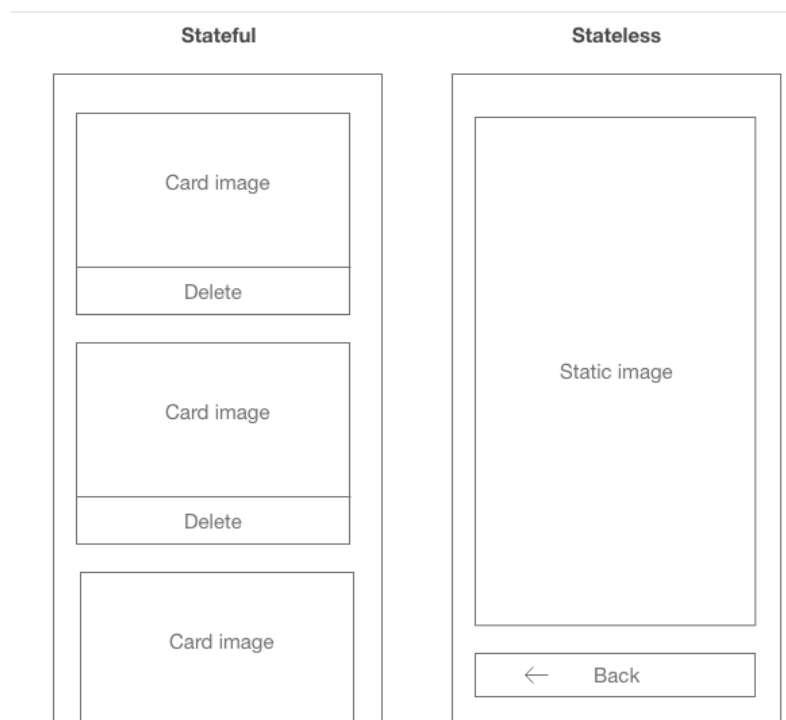 Stateful
Stateless
Card image
Delete
Card image
Delete
Card image
Static image
Back